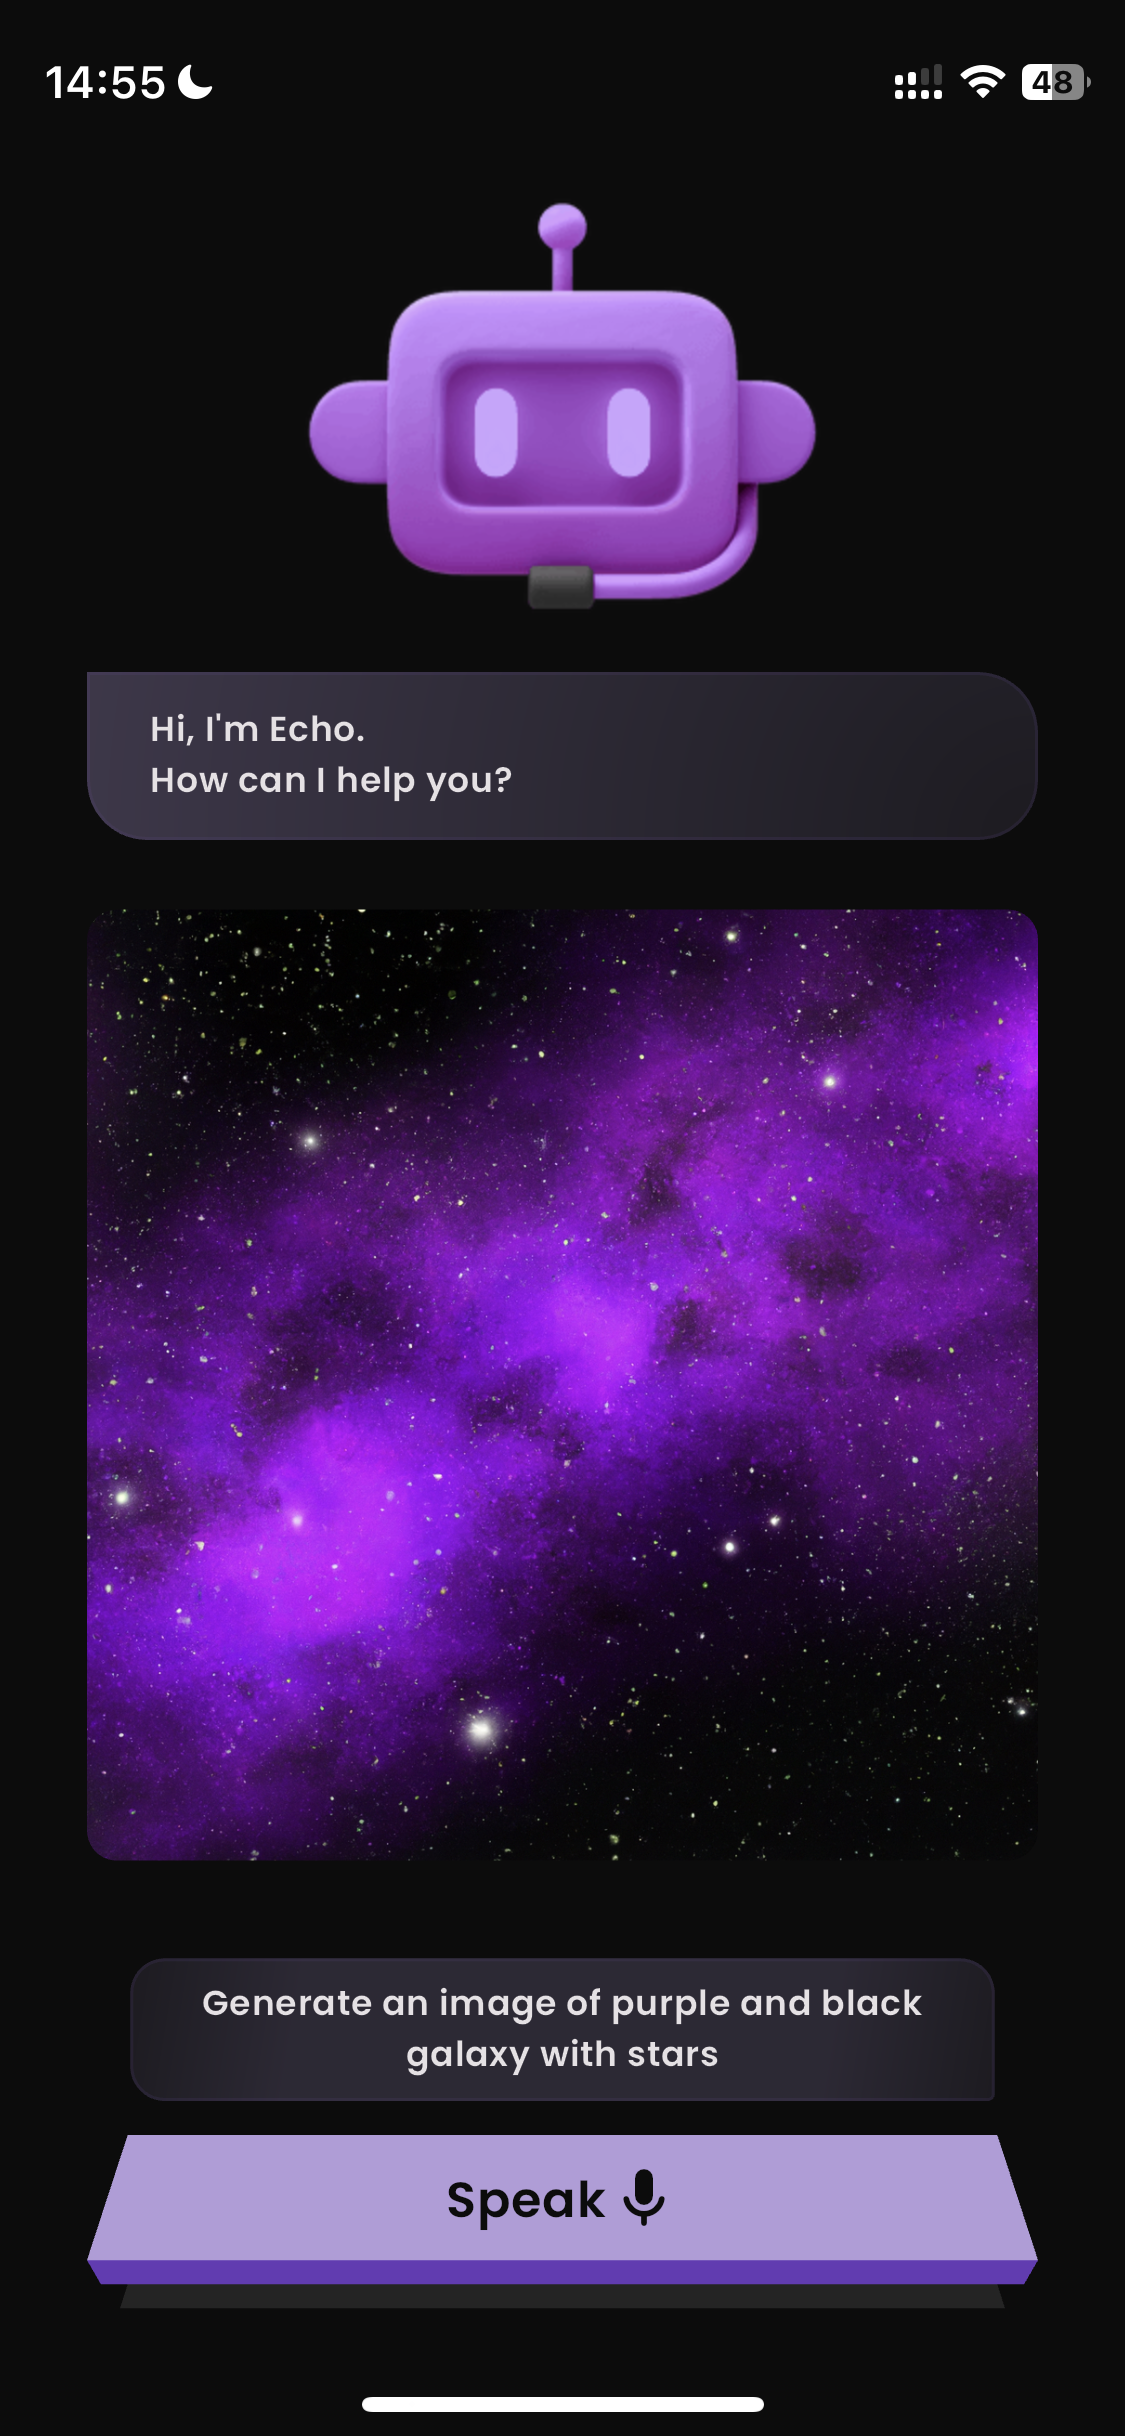 14:55
48
Hi, I'm Echo.
How can I help you?
Generate an image of purple and black
galaxy with stars
Speak